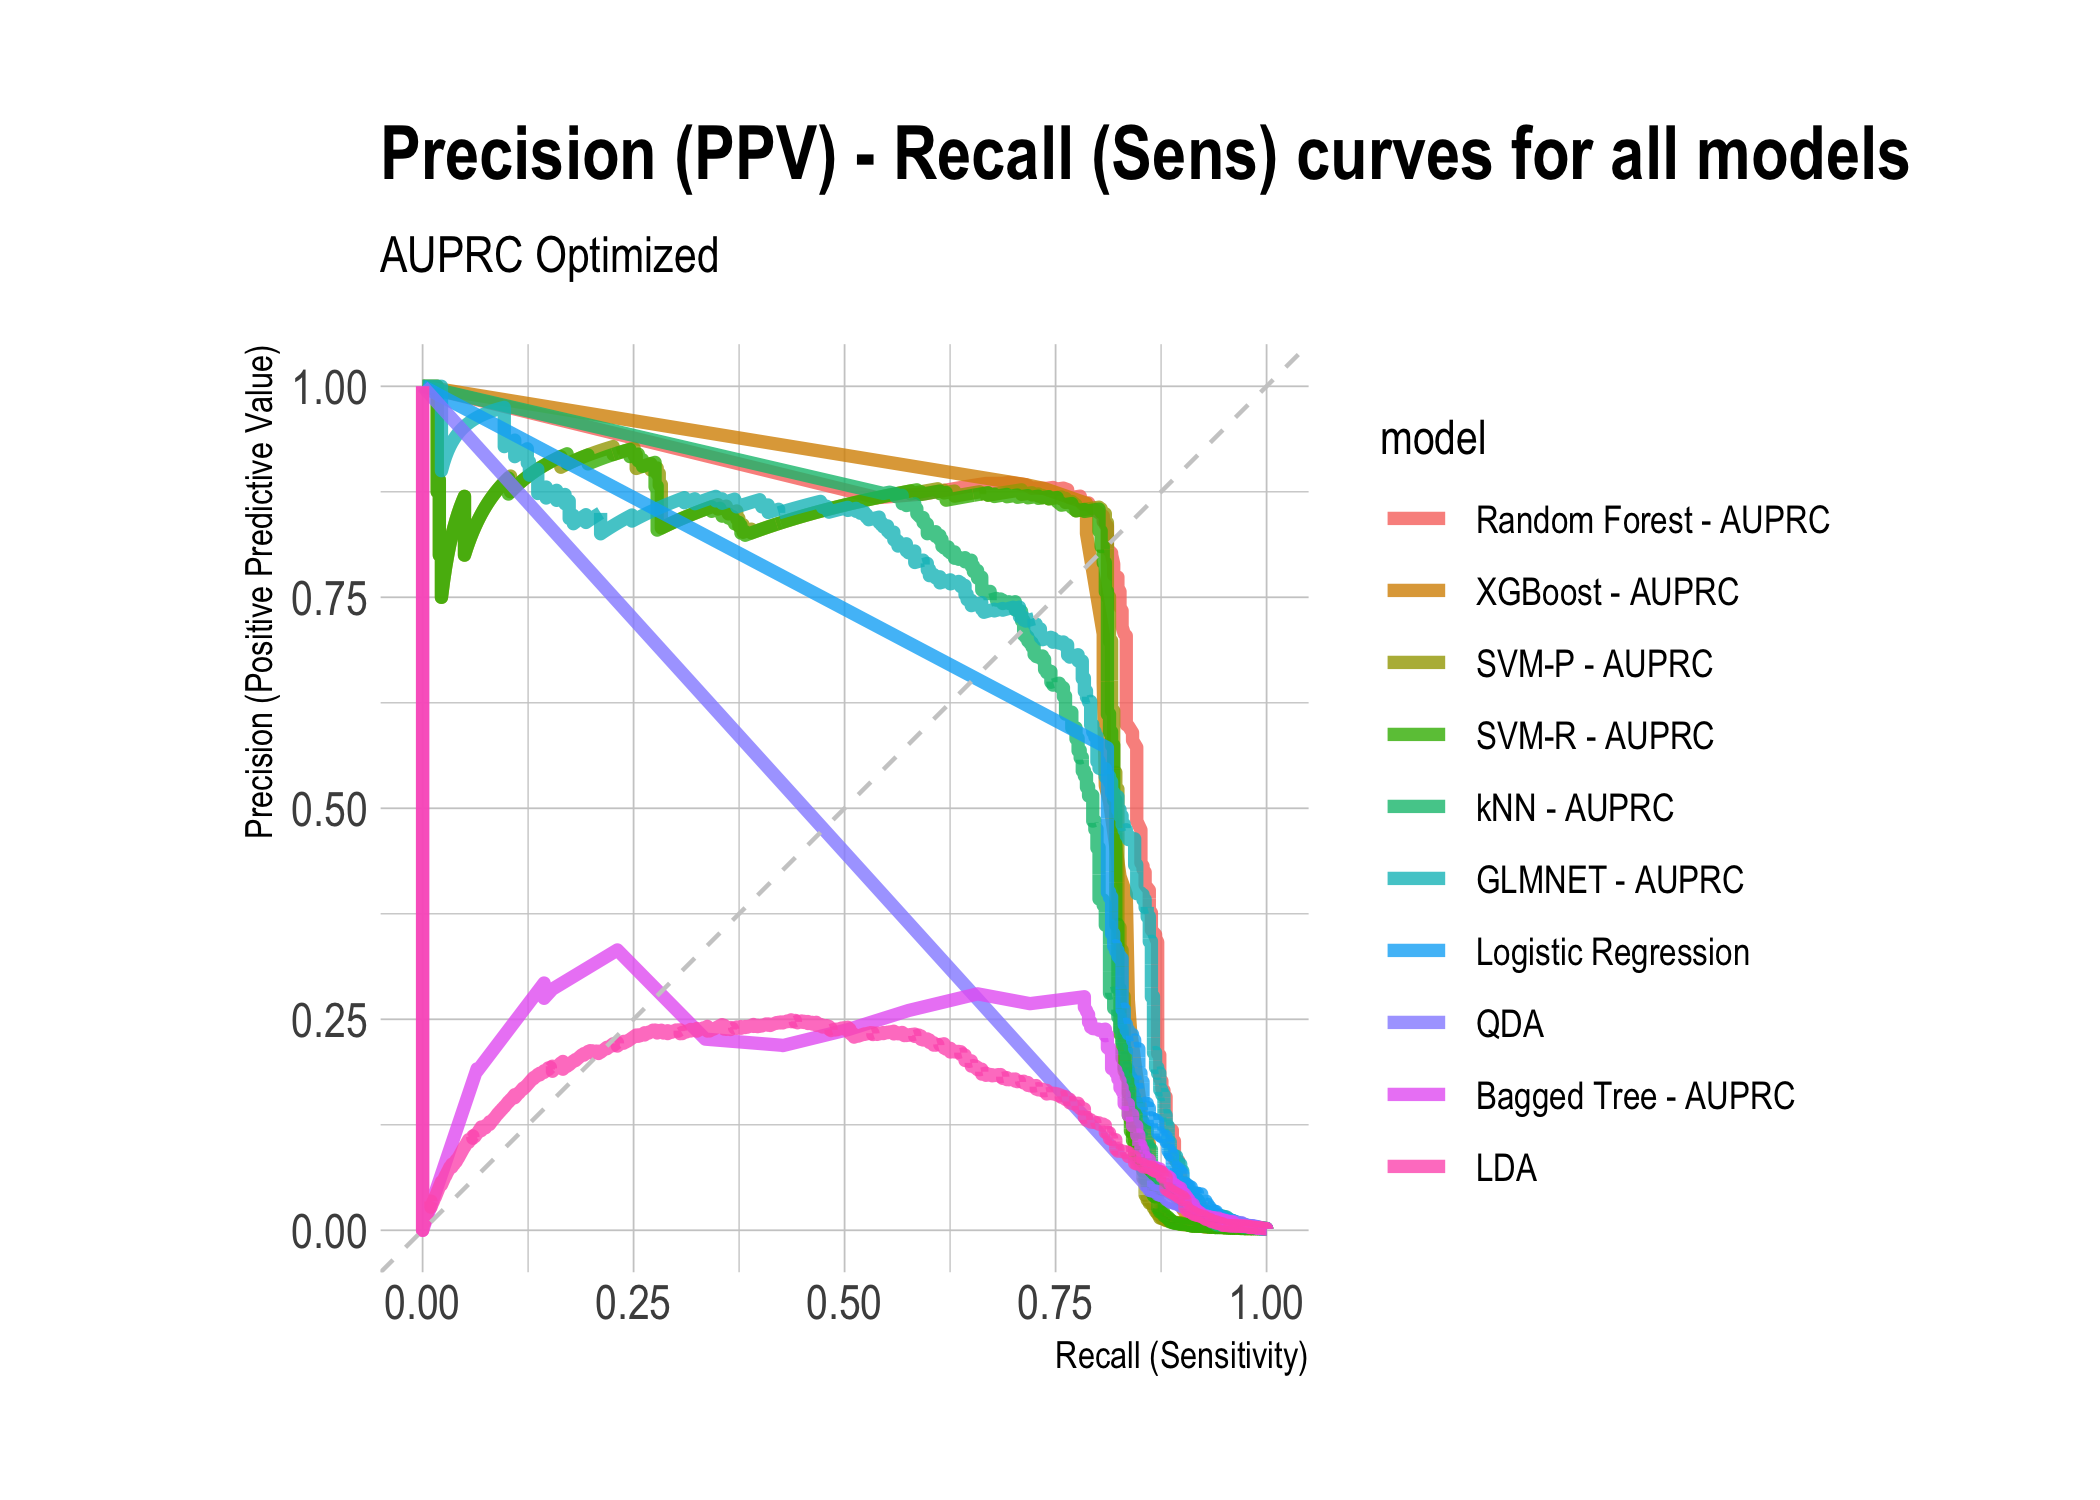 Precision (PPV) - Recall (Sens) curves for all models
AUPRC Optimized
Precision (Positive Predictive Value)
1.00
0.75
0.50
0.25
0.00
0.00 0.25 0.50 0.75 1.00
Recall (Sensitivity)
model
Random Forest - AUPRC
XGBoost - AUPRC
SVM-P - AUPRC
SVM-R - AUPRC
kNN - AUPRC
GLMNET - AUPRC
Logistic Regression
QDA
Bagged Tree - AUPRC
LDA